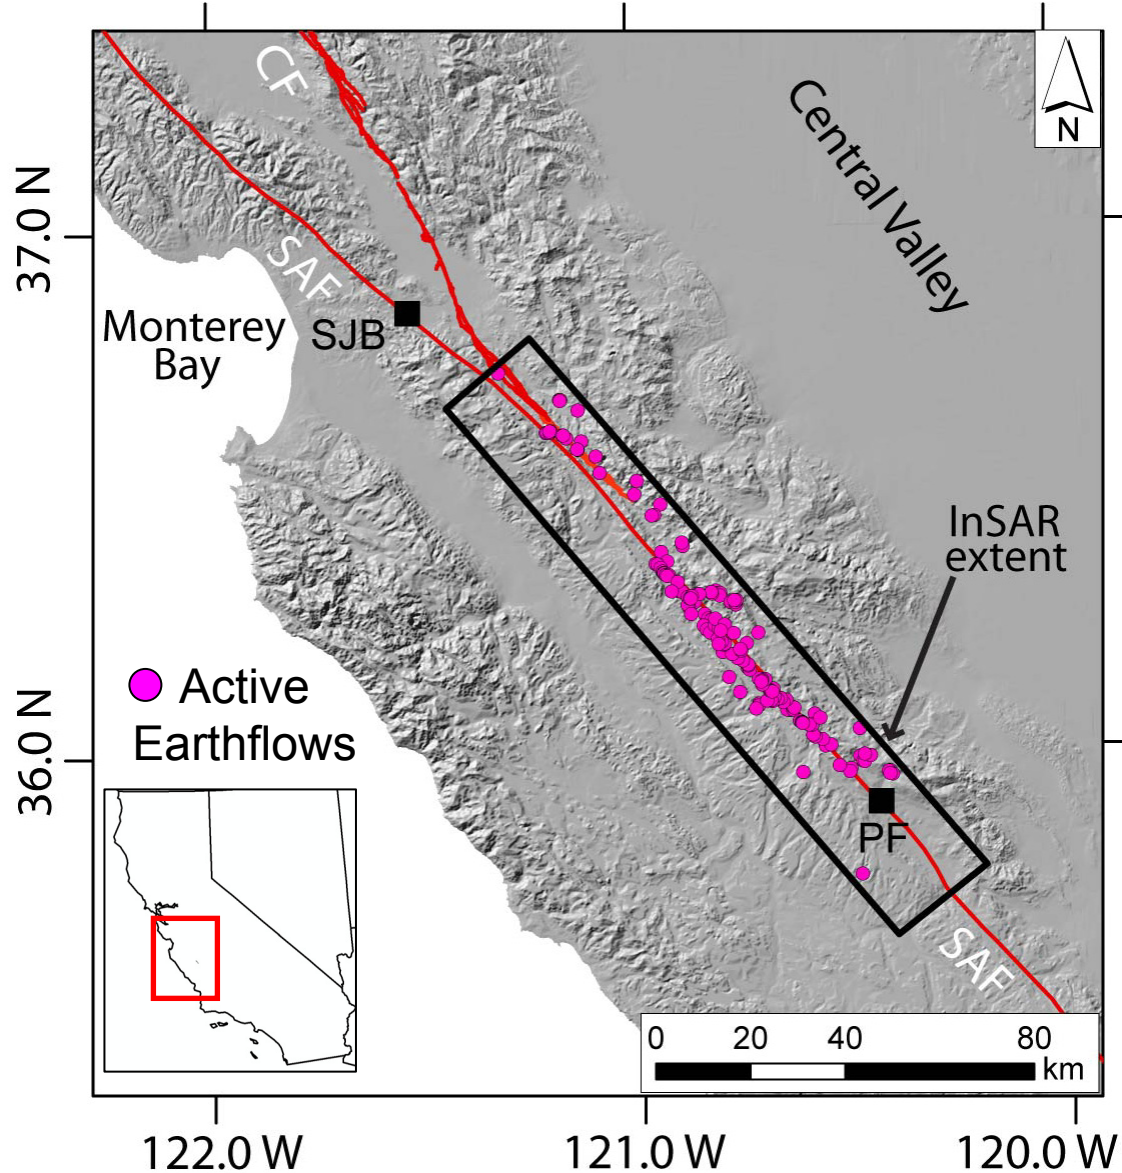 CF
N
Central Valley
37.0 N
SAF
Monterey
Bay
SJB
InSAR
extent
Active
Earthflows
36.0 N
PF
SAF
0 20 40 80
km
122.0 W 121.0 W 120.0 W